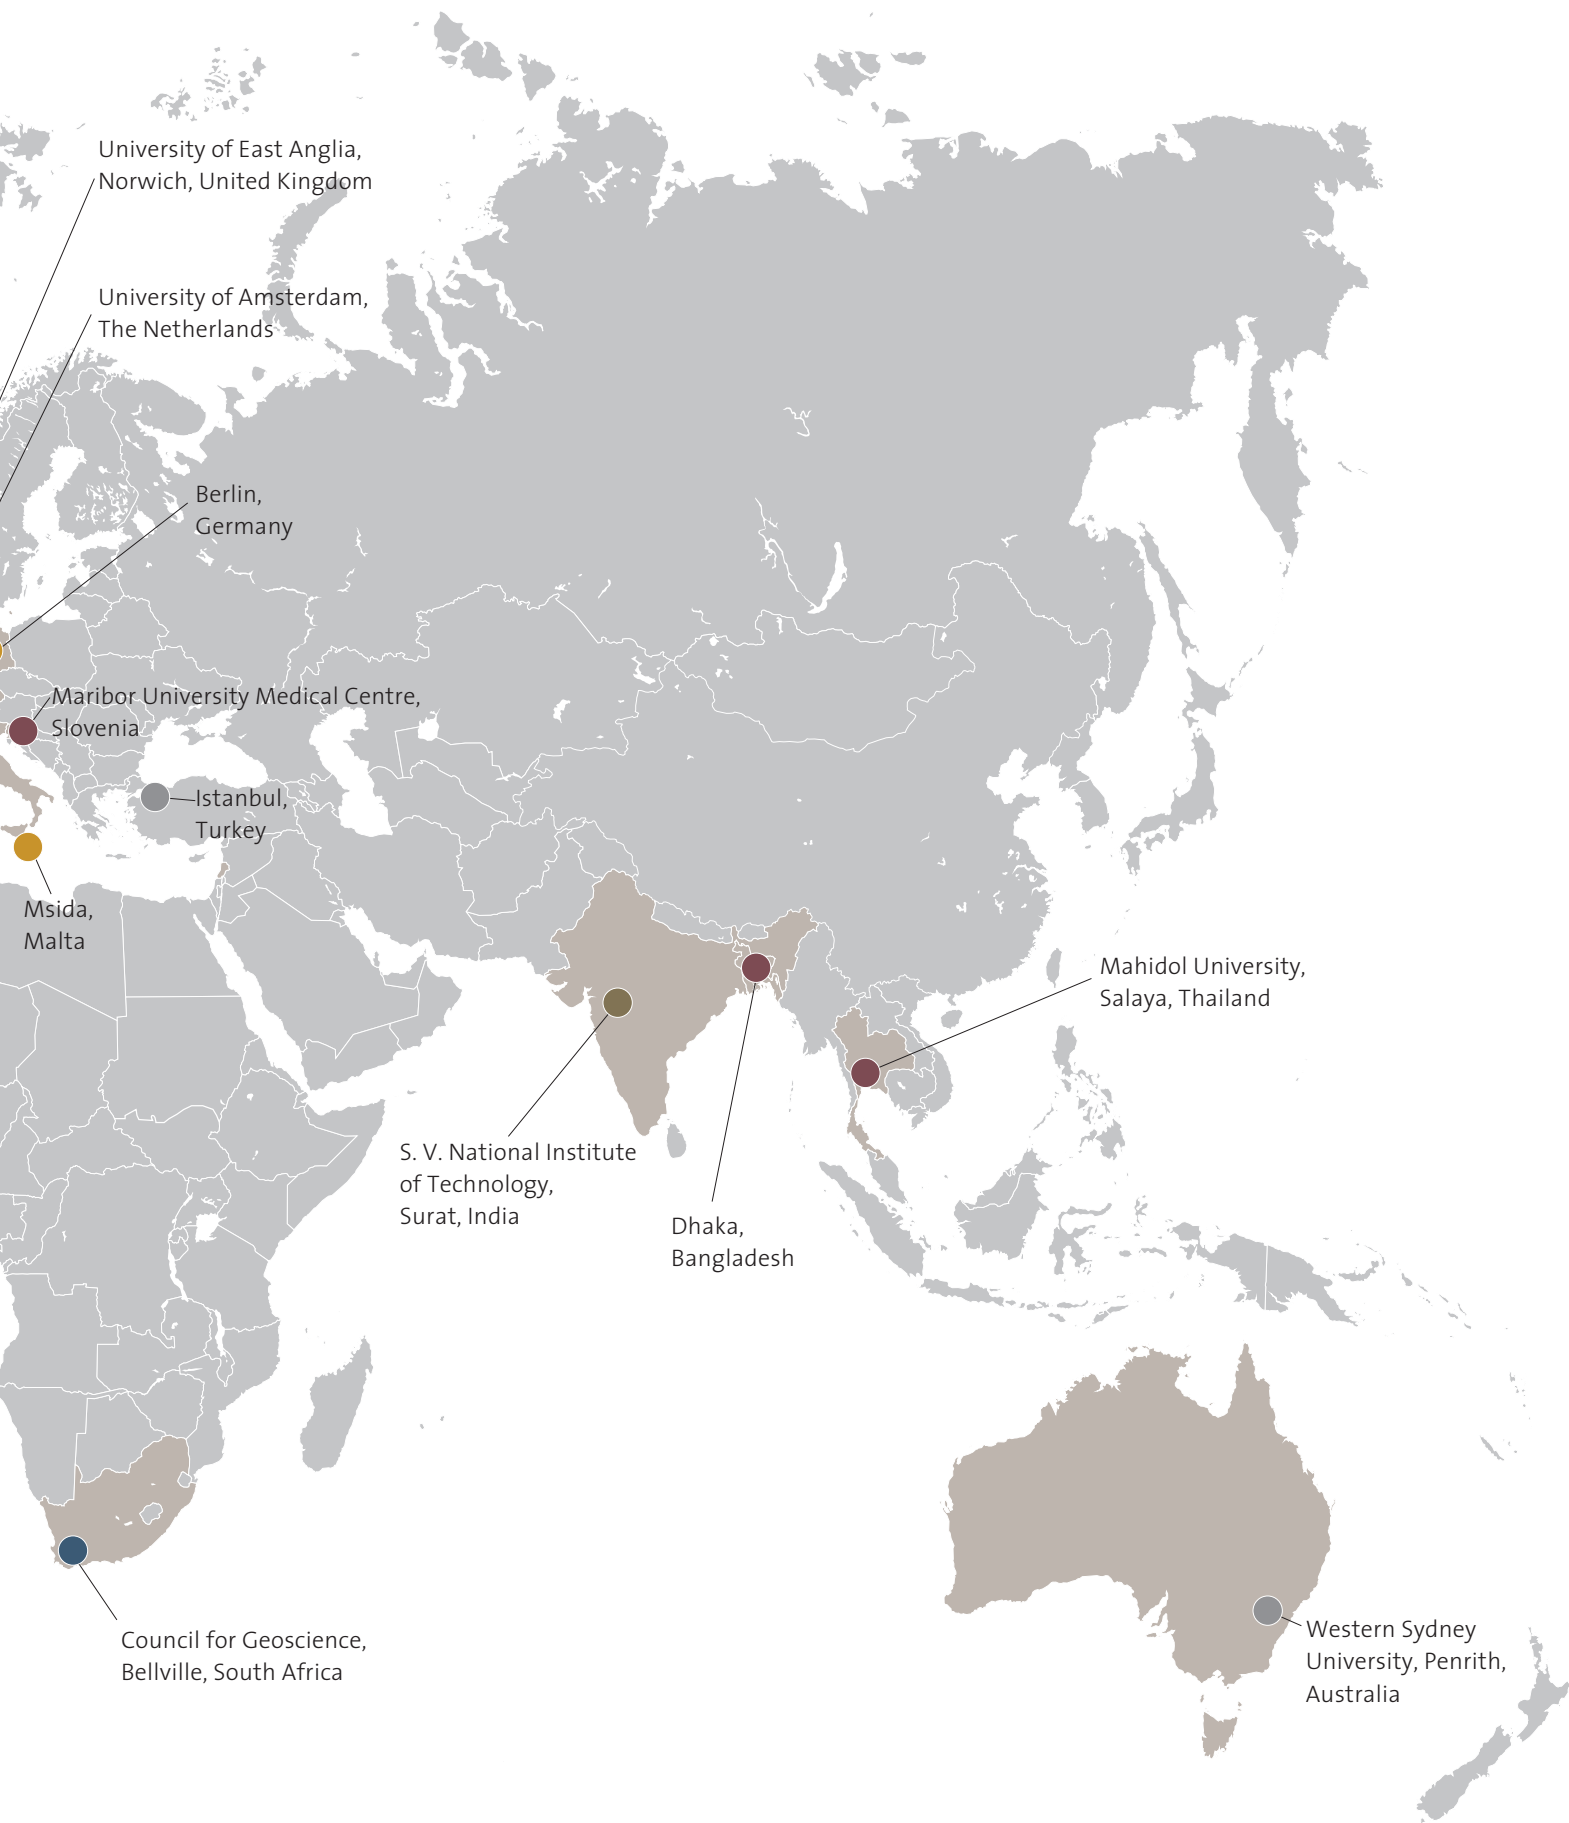 University of East Anglia,
Norwich, United Kingdom
University of Amsterdam,
The Netherlands
Berlin,
Germany
Maribor University Medical Centre,
Slovenia
Istanbul,
Turkey
Msida,
Malta
Mahidol University,
Salaya, Thailand
S. V. National Institute
of Technology,
Surat, India
Dhaka,
Bangladesh
Council for Geoscience,
Bellville, South Africa
Western Sydney
University, Penrith,
Australia